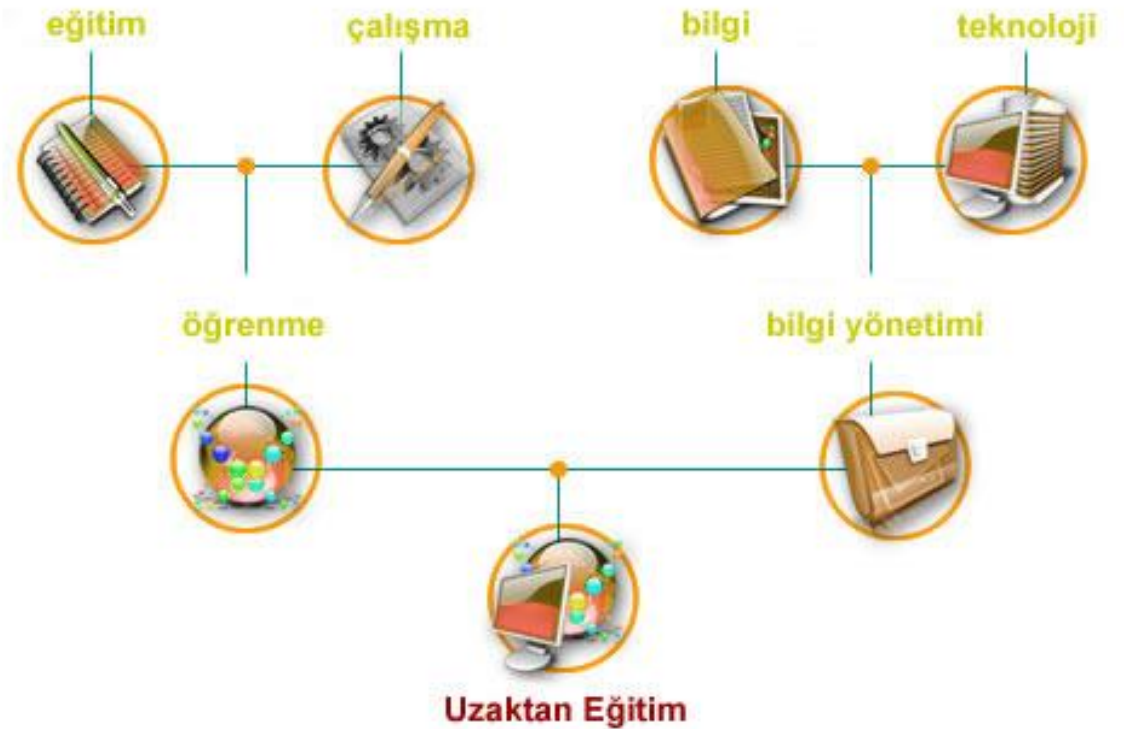 eğitim
çalışma
bilgi
teknoloji
öğrenme
bilgi yönetimi
Uzaktan Eğitim